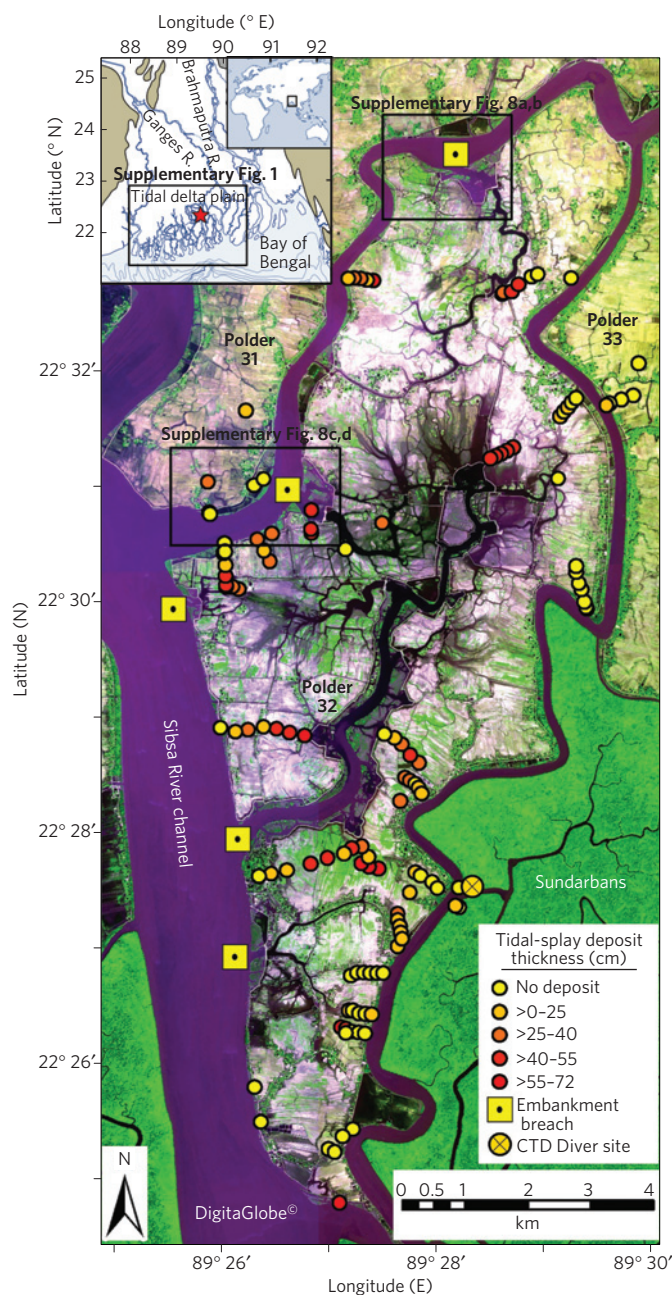 Longitude (° E)
88 89 90 91 92
25
24
23
22
Latitude (° N)
Brahmaputra R.
Ganges R.
Supplementary Fig. 1
Tidal delta plain
Bay of
Bengal
Supplementary Fig. 8a,b
Polder
31
Polder
33
22° 32′
Supplementary Fig. 8c,d
22° 30′
Latitude (N)
Polder
32
Sibsa River channel
22° 28′
Sundarbans
Tidal-splay deposit
thickness (cm)
No deposit
>0–25
>25–40
>40–55
>55–72
Embankment
breach
CTD Diver site
22° 26′
N
0 0.5 1 2 3 4
km
DigitaGlobe©
89° 26′ 89° 28′ 89° 30′
Longitude (E)